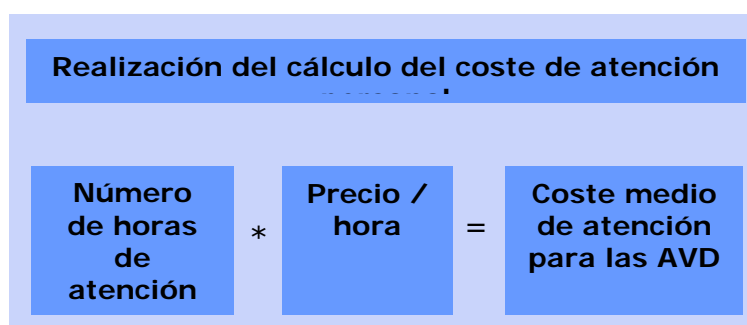 Realización del cálculo del coste de atención
Número
de horas
de
atención
*
Precio /
hora
=
Coste medio
de atención
para las AVD